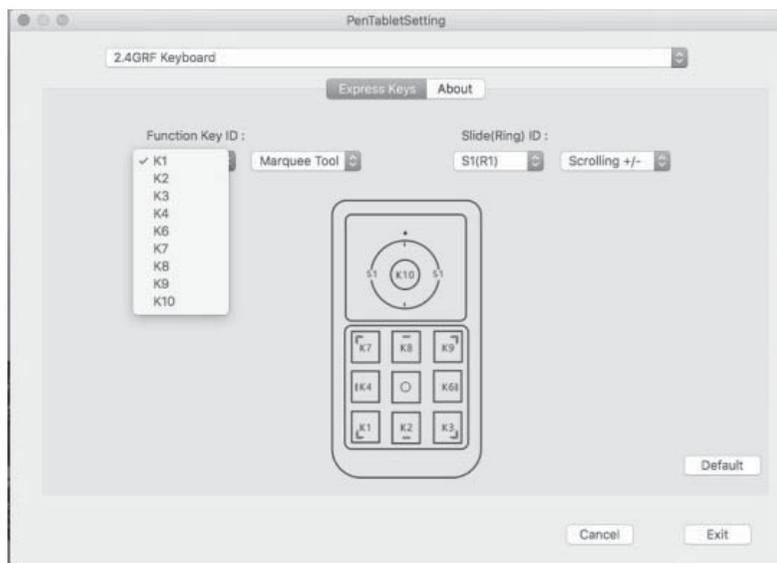 PenTabletSetting
2.4GRF Keyboard
Express Keys About
Function Key ID : Slide(Ring) ID :
✓ K1 Marquee Tool S1(R1) Scrolling +/-
K2
K3
K4
K6
K7
K8
K9
K10
S1 K10 S1
K7 K8 K9
K4 K6
K1 K2 K3
Default
Cancel Exit